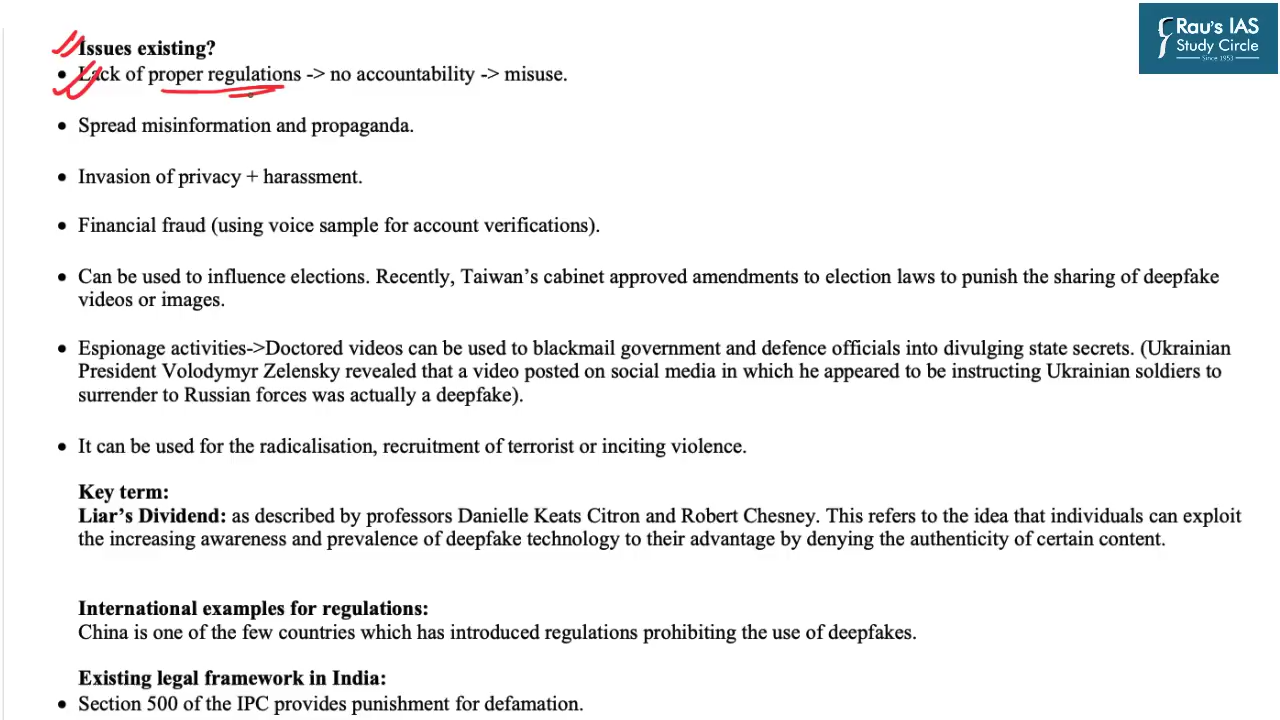 Rau's IAS
Study Circle
Since 1953
Issues existing?
• Lack of proper regulations -> no accountability -> misuse.
• Spread misinformation and propaganda.
• Invasion of privacy + harassment.
• Financial fraud (using voice sample for account verifications).
• Can be used to influence elections. Recently, Taiwan's cabinet approved amendments to election laws to punish the sharing of deepfake
videos or images.
• Espionage activities->Doctored videos can be used to blackmail government and defence officials into divulging state secrets. (Ukrainian
President Volodymyr Zelensky revealed that a video posted on social media in which he appeared to be instructing Ukrainian soldiers to
surrender to Russian forces was actually a deepfake).
• It can be used for the radicalisation, recruitment of terrorist or inciting violence.
Key term:
Liar's Dividend: as described by professors Danielle Keats Citron and Robert Chesney. This refers to the idea that individuals can exploit
the increasing awareness and prevalence of deepfake technology to their advantage by denying the authenticity of certain content.
International examples for regulations:
China is one of the few countries which has introduced regulations prohibiting the use of deepfakes.
Existing legal framework in India:
• Section 500 of the IPC provides punishment for defamation.